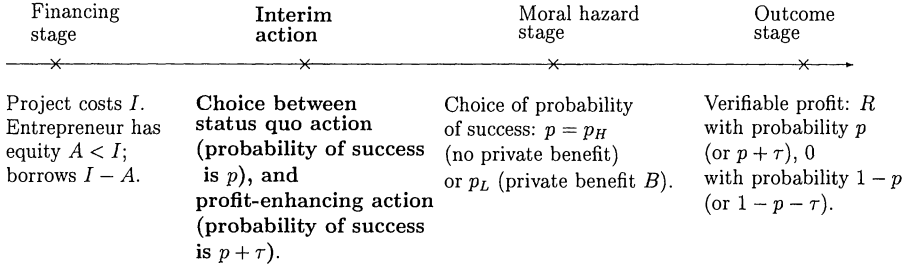 Financing
stage
Interim
action
Moral hazard
stage
Outcome
stage
Project costs I.
Entrepreneur has
equity A < I;
borrows I − A.
Choice between
status quo action
(probability of success
is p), and
profit-enhancing action
(probability of success
is p + τ).
Choice of probability
of success: p = p_H
(no private benefit)
or p_L (private benefit B).
Verifiable profit: R
with probability p
(or p + τ), 0
with probability 1 − p
(or 1 − p − τ).